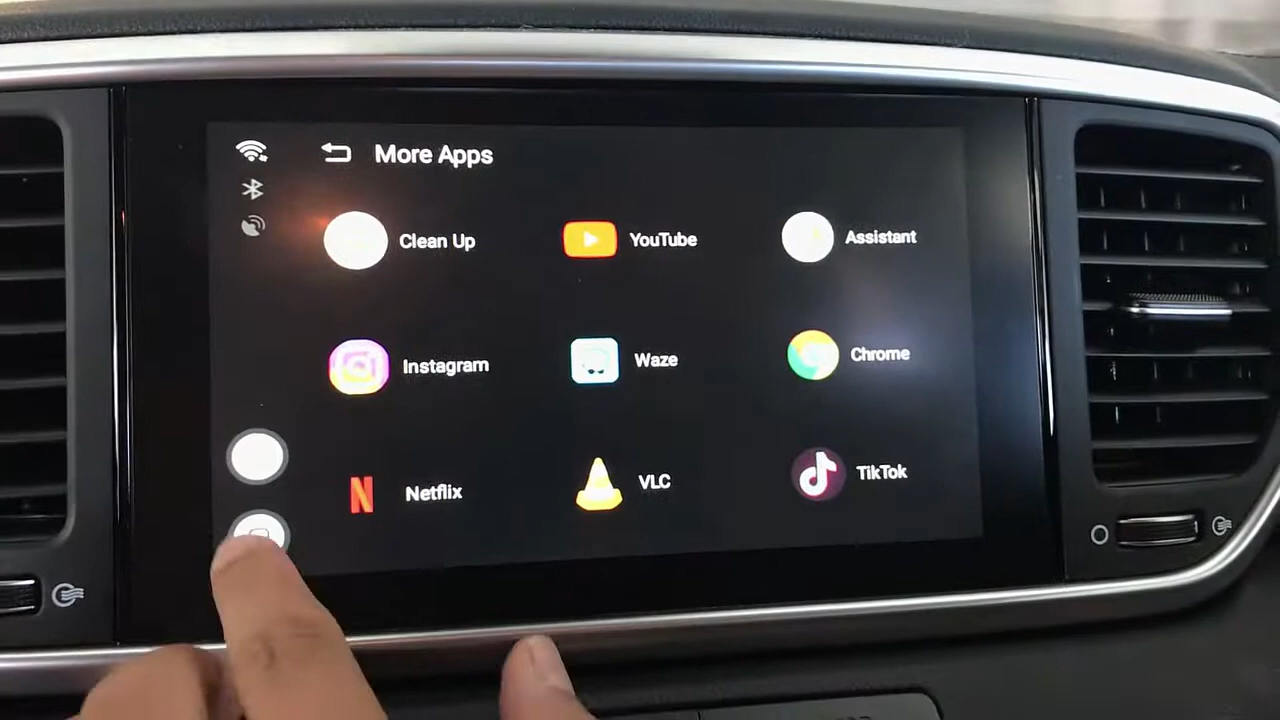 More Apps
Clean Up
YouTube
Assistant
Instagram
Waze
Chrome
Netflix
VLC
TikTok